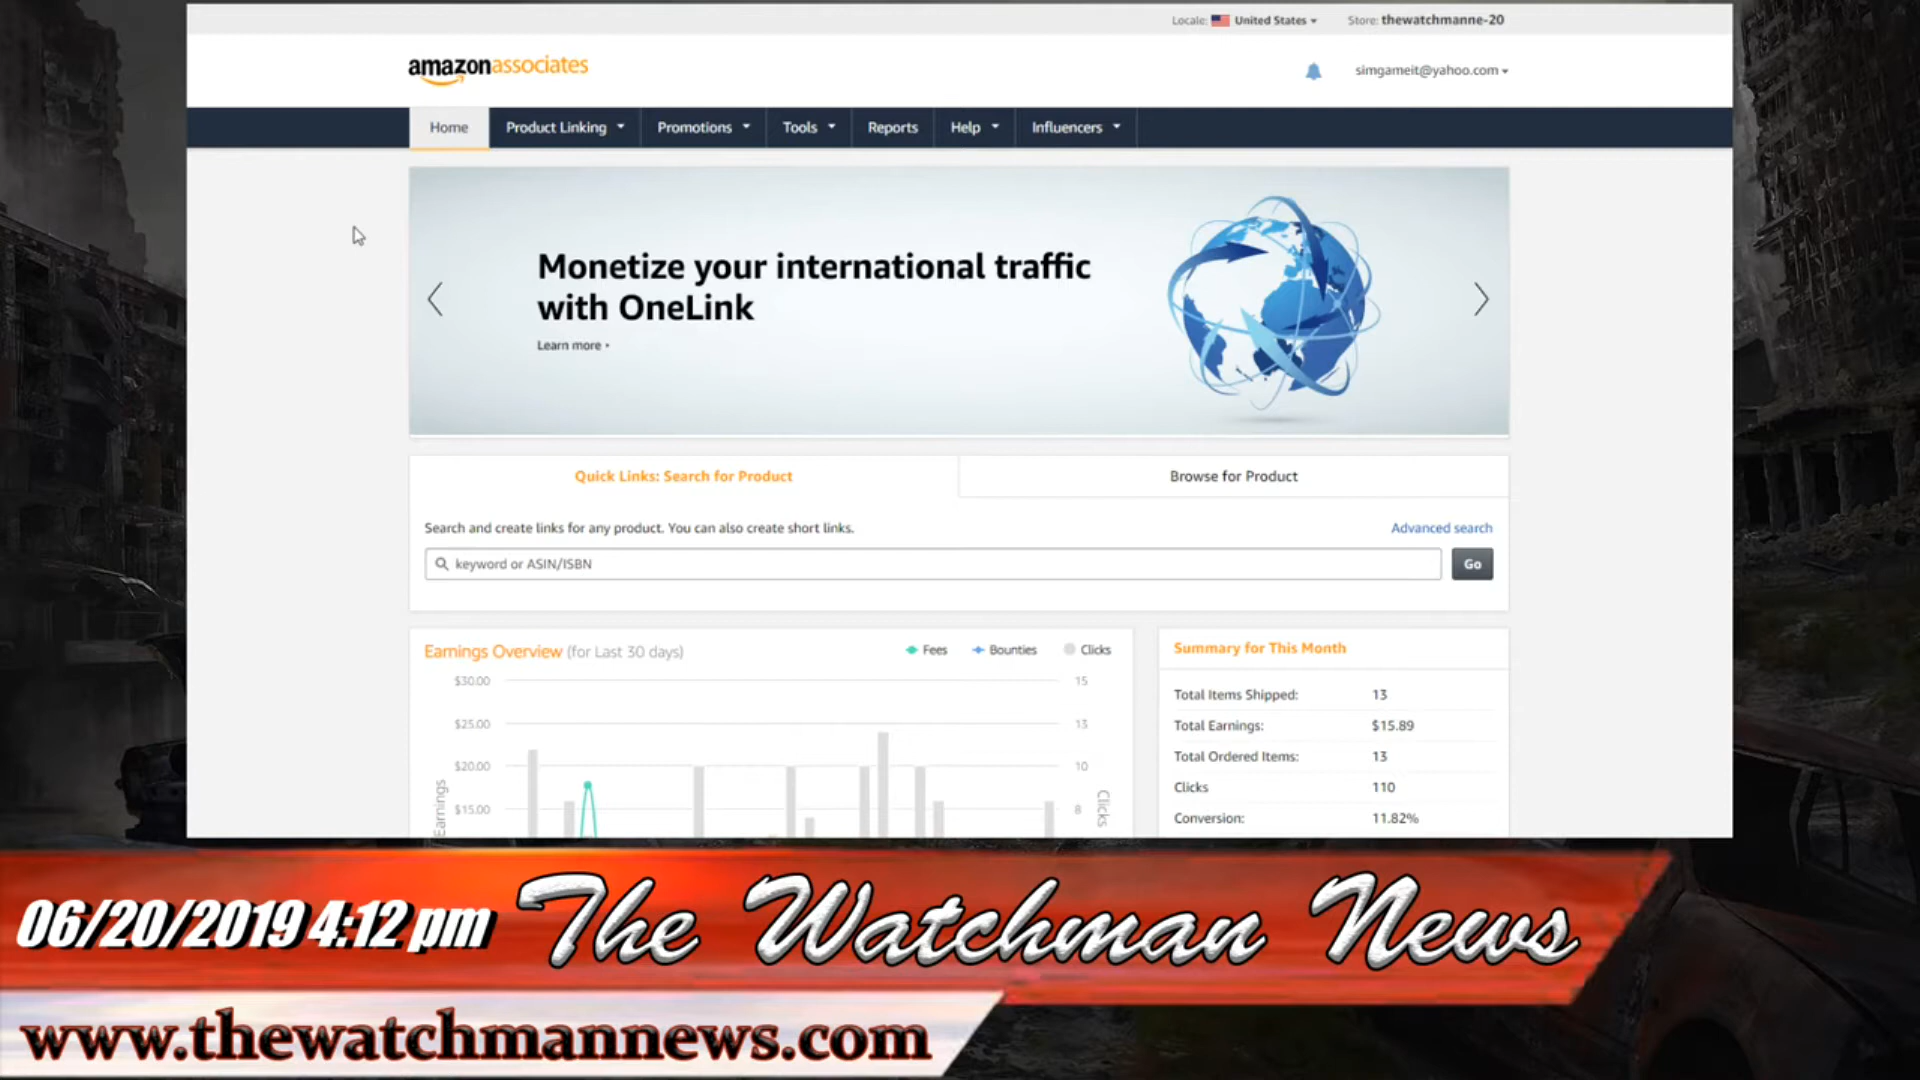 Locale: United States Store: thewatchmanne-20
amazonassociates
simgameit@yahoo.com
Home Product Linking Promotions Tools Reports Help Influencers
Monetize your international traffic
with OneLink
Learn more
Quick Links: Search for Product Browse for Product
Search and create links for any product. You can also create short links. Advanced search
keyword or ASIN/ISBN Go
Earnings Overview (for Last 30 days) Fees Bounties Clicks
$30.00 15
$25.00 13
$20.00 10
$15.00 8
Earnings
Clicks
Summary for This Month
Total Items Shipped: 13
Total Earnings: $15.89
Total Ordered Items: 13
Clicks 110
Conversion: 11.82%
06/20/2019 4:12 pm The Watchman News
www.thewatchmannews.com